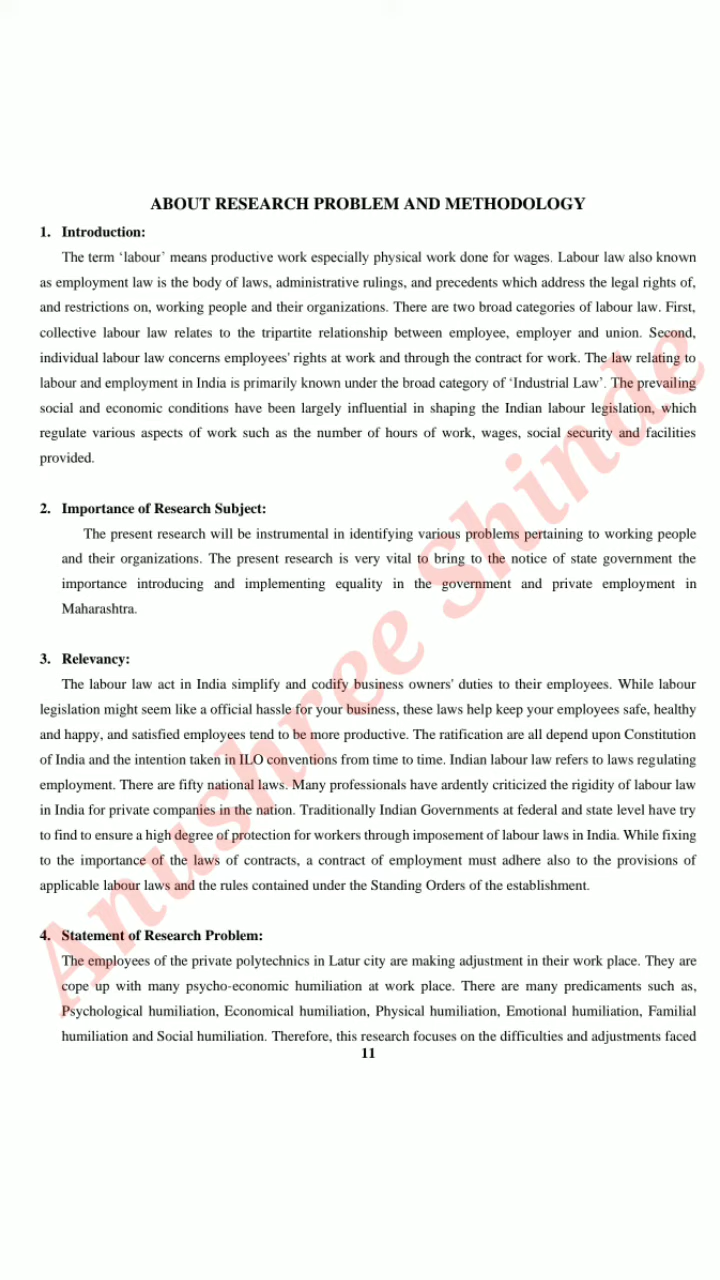 ABOUT RESEARCH PROBLEM AND METHODOLOGY
1. Introduction:
The term ‘labour’ means productive work especially physical work done for wages. Labour law also known
as employment law is the body of laws, administrative rulings, and precedents which address the legal rights of,
and restrictions on, working people and their organizations. There are two broad categories of labour law. First,
collective labour law relates to the tripartite relationship between employee, employer and union. Second,
individual labour law concerns employees' rights at work and through the contract for work. The law relating to
labour and employment in India is primarily known under the broad category of ‘Industrial Law’. The prevailing
social and economic conditions have been largely influential in shaping the Indian labour legislation, which
regulate various aspects of work such as the number of hours of work, wages, social security and facilities
provided.
2. Importance of Research Subject:
The present research will be instrumental in identifying various problems pertaining to working people
and their organizations. The present research is very vital to bring to the notice of state government the
importance introducing and implementing equality in the government and private employment in
Maharashtra.
3. Relevancy:
The labour law act in India simplify and codify business owners' duties to their employees. While labour
legislation might seem like a official hassle for your business, these laws help keep your employees safe, healthy
and happy, and satisfied employees tend to be more productive. The ratification are all depend upon Constitution
of India and the intention taken in ILO conventions from time to time. Indian labour law refers to laws regulating
employment. There are fifty national laws. Many professionals have ardently criticized the rigidity of labour law
in India for private companies in the nation. Traditionally Indian Governments at federal and state level have try
to find to ensure a high degree of protection for workers through imposement of labour laws in India. While fixing
to the importance of the laws of contracts, a contract of employment must adhere also to the provisions of
applicable labour laws and the rules contained under the Standing Orders of the establishment.
4. Statement of Research Problem:
The employees of the private polytechnics in Latur city are making adjustment in their work place. They are
cope up with many psycho-economic humiliation at work place. There are many predicaments such as,
Psychological humiliation, Economical humiliation, Physical humiliation, Emotional humiliation, Familial
humiliation and Social humiliation. Therefore, this research focuses on the difficulties and adjustments faced
11
Anushree Shinde